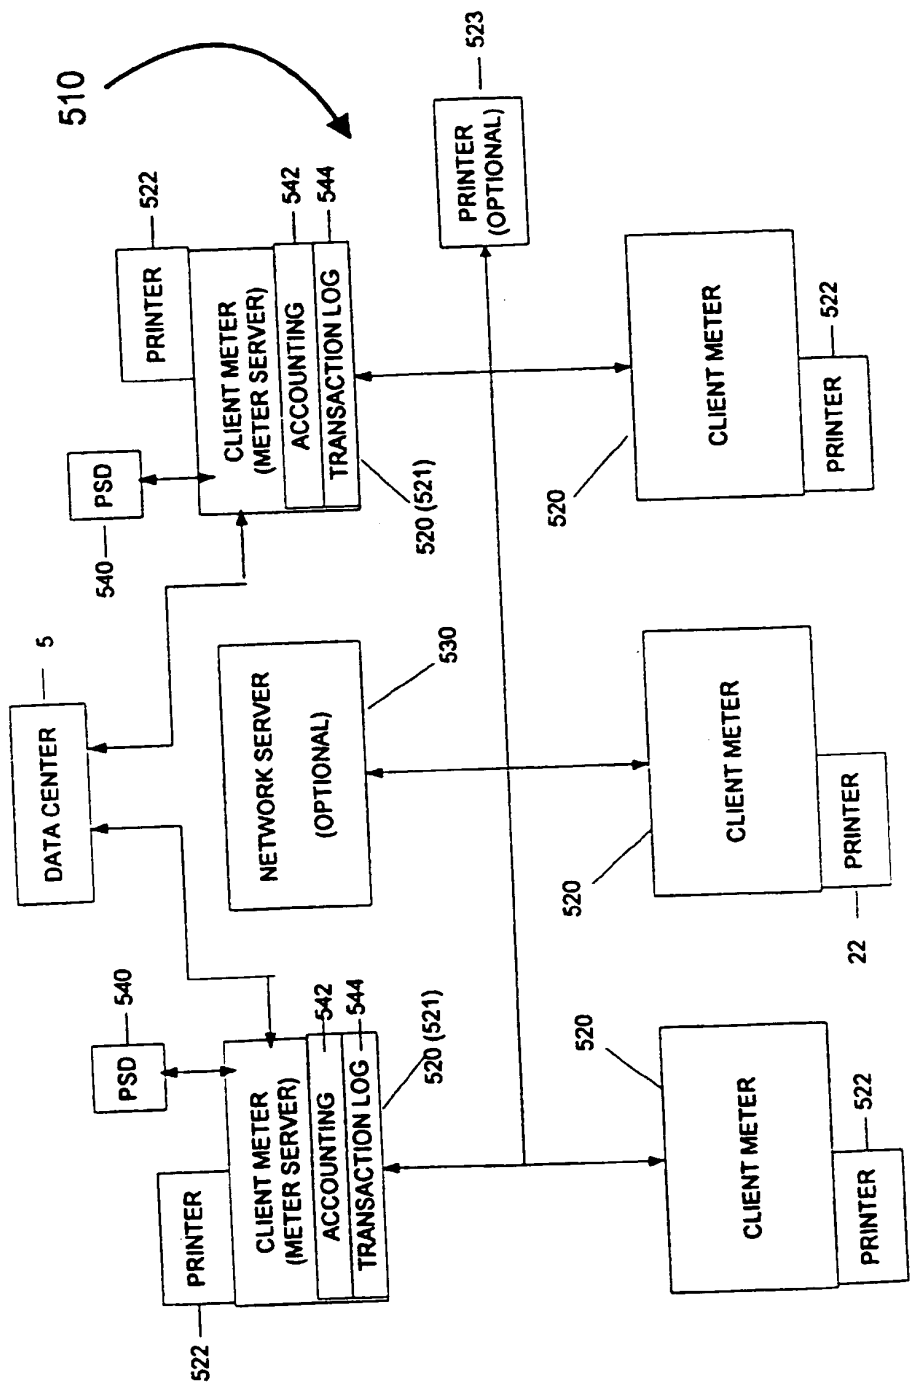 510
DATA CENTER
5
PSD
540
PRINTER
522
CLIENT METER
(METER SERVER)
ACCOUNTING
542
TRANSACTION LOG
544
520 (521)
NETWORK SERVER
(OPTIONAL)
530
540
PSD
PRINTER
522
CLIENT METER
(METER SERVER)
ACCOUNTING
542
TRANSACTION LOG
544
520 (521)
PRINTER
(OPTIONAL)
523
520
CLIENT METER
PRINTER
522
520
CLIENT METER
PRINTER
22
520
CLIENT METER
PRINTER
522